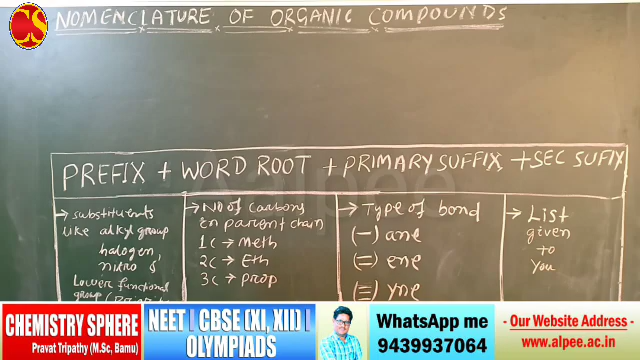 CS
NOMENCLATURE OF ORGANIC COMPOUNDS
PREFIX + WORD ROOT + PRIMARY SUFFIX + SEC SUFIX
→ substituents
Like alkyl group
halogen
nitro &
Lower functional
group (
→ No of Carbons
in parent chain
1C → Meth
2C → Eth
3C → Prop
→ Type of bond
(−) ane
(=) ene
(≡) yne
→ List
given
to
You
Alpee
CHEMISTRY SPHERE
Pravat Tripathy (M.Sc, Bamu)
NEET | CBSE (XI, XII) |
OLYMPIADS
WhatsApp me
9439937064
- Our Website Address -
www.alpee.ac.in